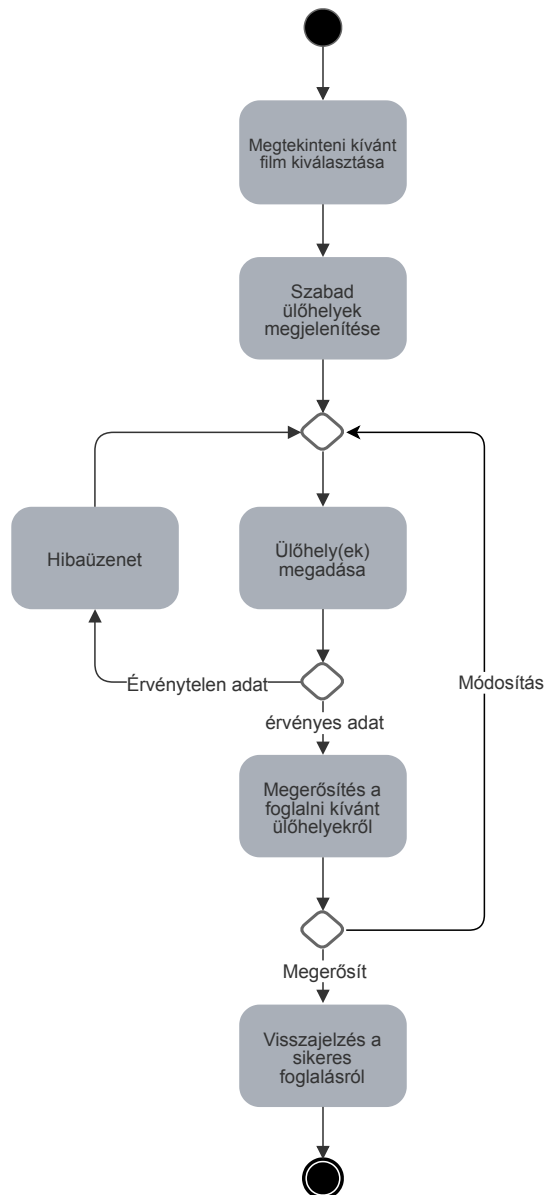 Megtekinteni kívánt
film kiválasztása
Szabad
ülőhelyek
megjelenítése
Hibaüzenet
Ülőhely(ek)
megadása
Érvénytelen adat
Módosítás
érvényes adat
Megerősítés a
foglalni kívánt
ülőhelyekről
Megerősít
Visszajelzés a
sikeres
foglalásról